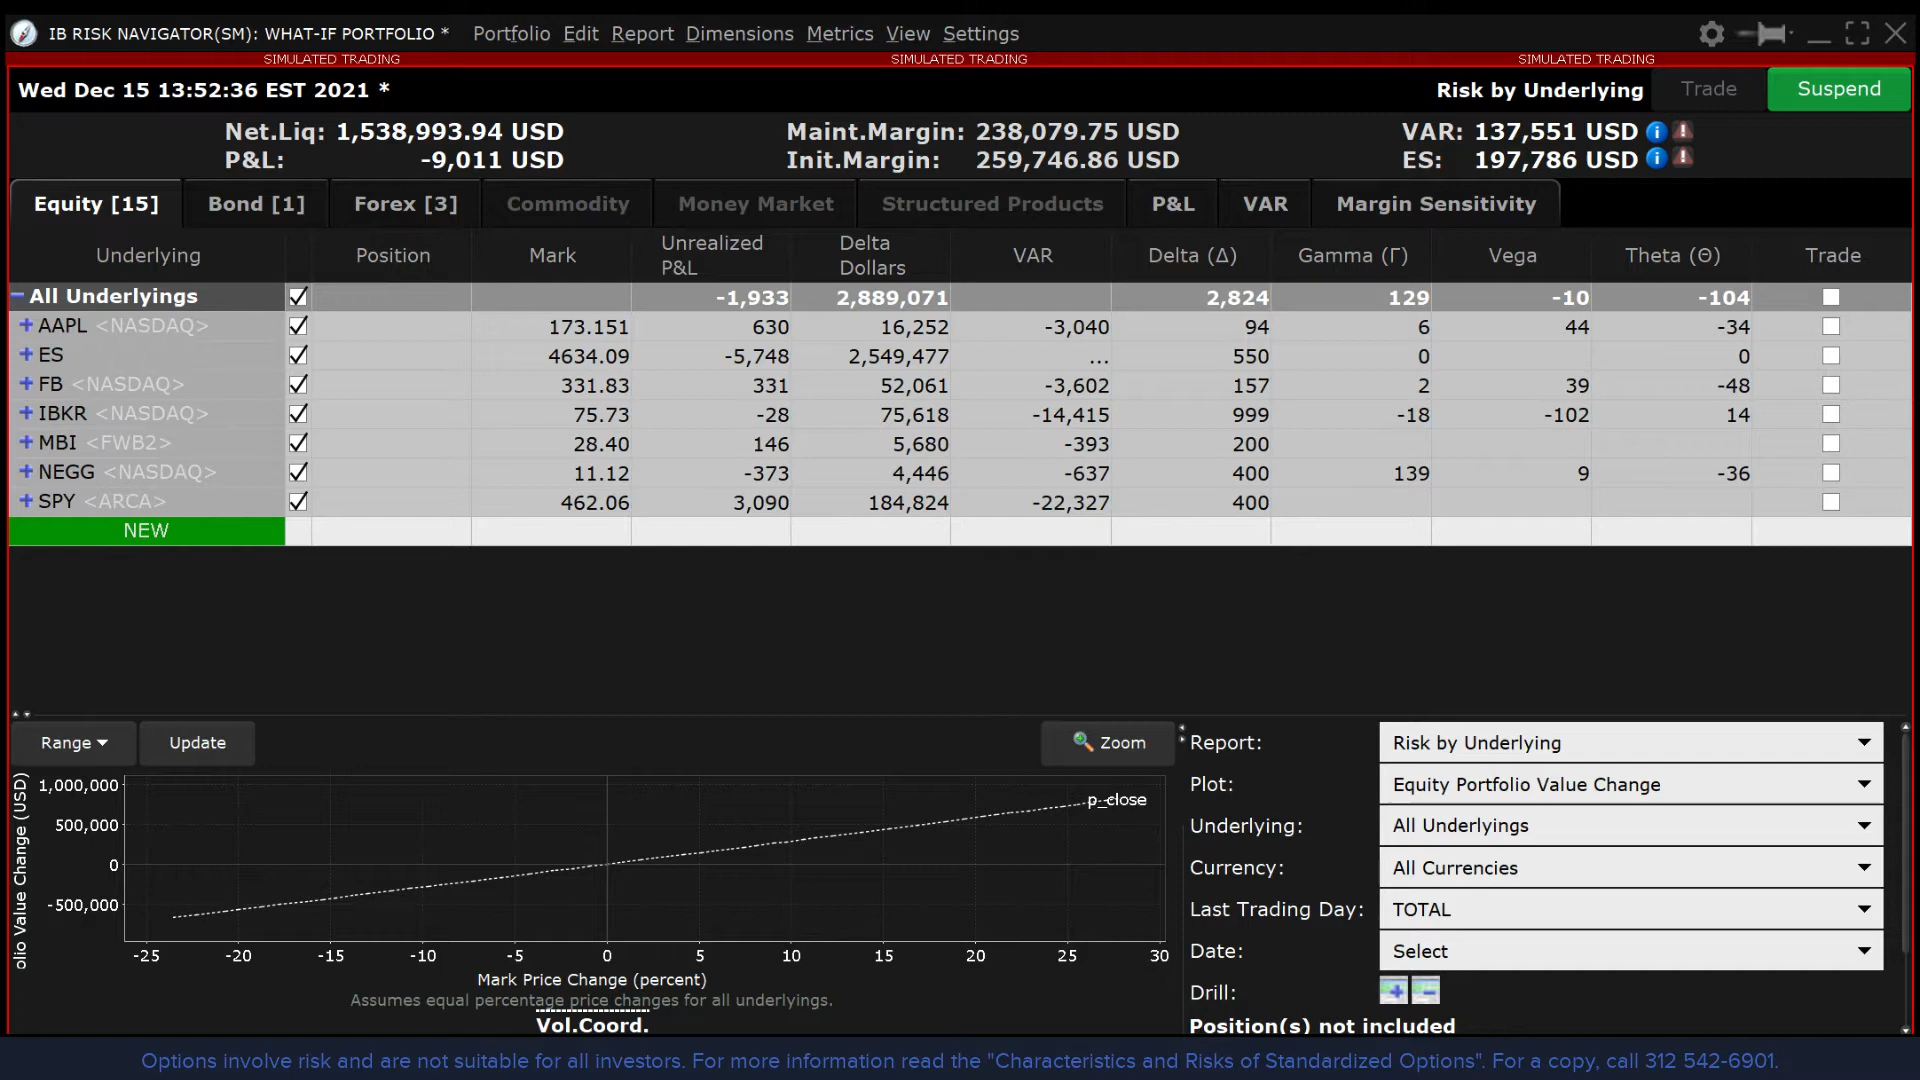 IB RISK NAVIGATOR(SM): WHAT-IF PORTFOLIO * Portfolio Edit Report Dimensions Metrics View Settings
SIMULATED TRADING SIMULATED TRADING SIMULATED TRADING
Wed Dec 15 13:52:36 EST 2021 * Risk by Underlying Trade Suspend
Net.Liq: 1,538,993.94 USD Maint.Margin: 238,079.75 USD VAR: 137,551 USD
P&L: -9,011 USD Init.Margin: 259,746.86 USD ES: 197,786 USD
Equity [15] Bond [1] Forex [3] Commodity Money Market Structured Products P&L VAR Margin Sensitivity
Underlying Position Mark Unrealized P&L Delta Dollars VAR Delta (Δ) Gamma (Γ) Vega Theta (Θ) Trade
All Underlyings -1,933 2,889,071 2,824 129 -10 -104
AAPL <NASDAQ> 173.151 630 16,252 -3,040 94 6 44 -34
ES 4634.09 -5,748 2,549,477 ... 550 0 0
FB <NASDAQ> 331.83 331 52,061 -3,602 157 2 39 -48
IBKR <NASDAQ> 75.73 -28 75,618 -14,415 999 -18 -102 14
MBI <FWB2> 28.40 146 5,680 -393 200
NEGG <NASDAQ> 11.12 -373 4,446 -637 400 139 9 -36
SPY <ARCA> 462.06 3,090 184,824 -22,327 400
NEW
Range Update Zoom
olio Value Change (USD)
1,000,000
500,000
0
-500,000
p_close
-25 -20 -15 -10 -5 0 5 10 15 20 25 30
Mark Price Change (percent)
Assumes equal percentage price changes for all underlyings.
Vol.Coord.
Report: Risk by Underlying
Plot: Equity Portfolio Value Change
Underlying: All Underlyings
Currency: All Currencies
Last Trading Day: TOTAL
Date: Select
Drill:
Position(s) not included
Options involve risk and are not suitable for all investors. For more information read the "Characteristics and Risks of Standardized Options". For a copy, call 312 542-6901.